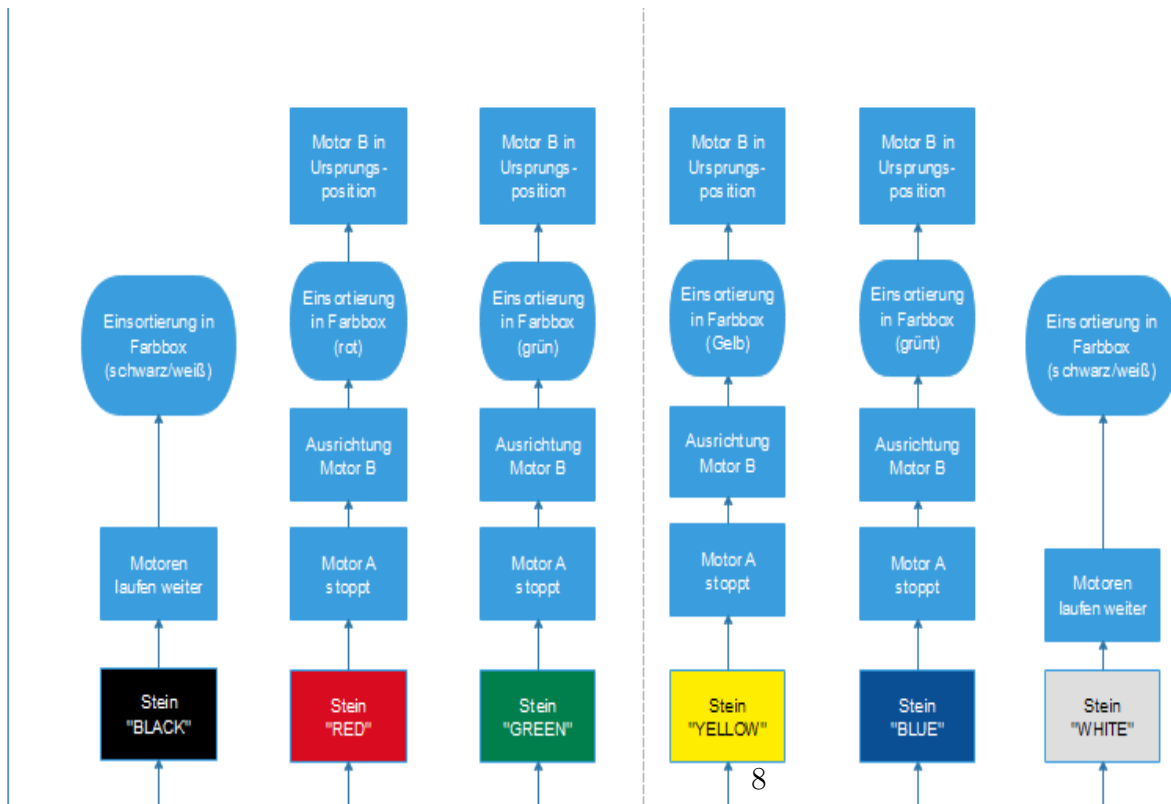 Motor B in
Ursprungs-
position
Motor B in
Ursprungs-
position
Motor B in
Ursprungs-
position
Motor B in
Ursprungs-
position
Einsortierung in
Farbbox
(schwarz/weiß)
Einsortierung
in Farbbox
(rot)
Einsortierung
in Farbbox
(grün)
Einsortierung
in Farbbox
(Gelb)
Einsortierung
in Farbbox
(grünt)
Einsortierung in
Farbbox
(schwarz/weiß)
Ausrichtung
Motor B
Ausrichtung
Motor B
Ausrichtung
Motor B
Ausrichtung
Motor B
Motoren
laufen weiter
Motor A
stoppt
Motor A
stoppt
Motor A
stoppt
Motor A
stoppt
Motoren
laufen weiter
Stein
"BLACK"
Stein
"RED"
Stein
"GREEN"
Stein
"YELLOW"
Stein
"BLUE"
Stein
"WHITE"
8